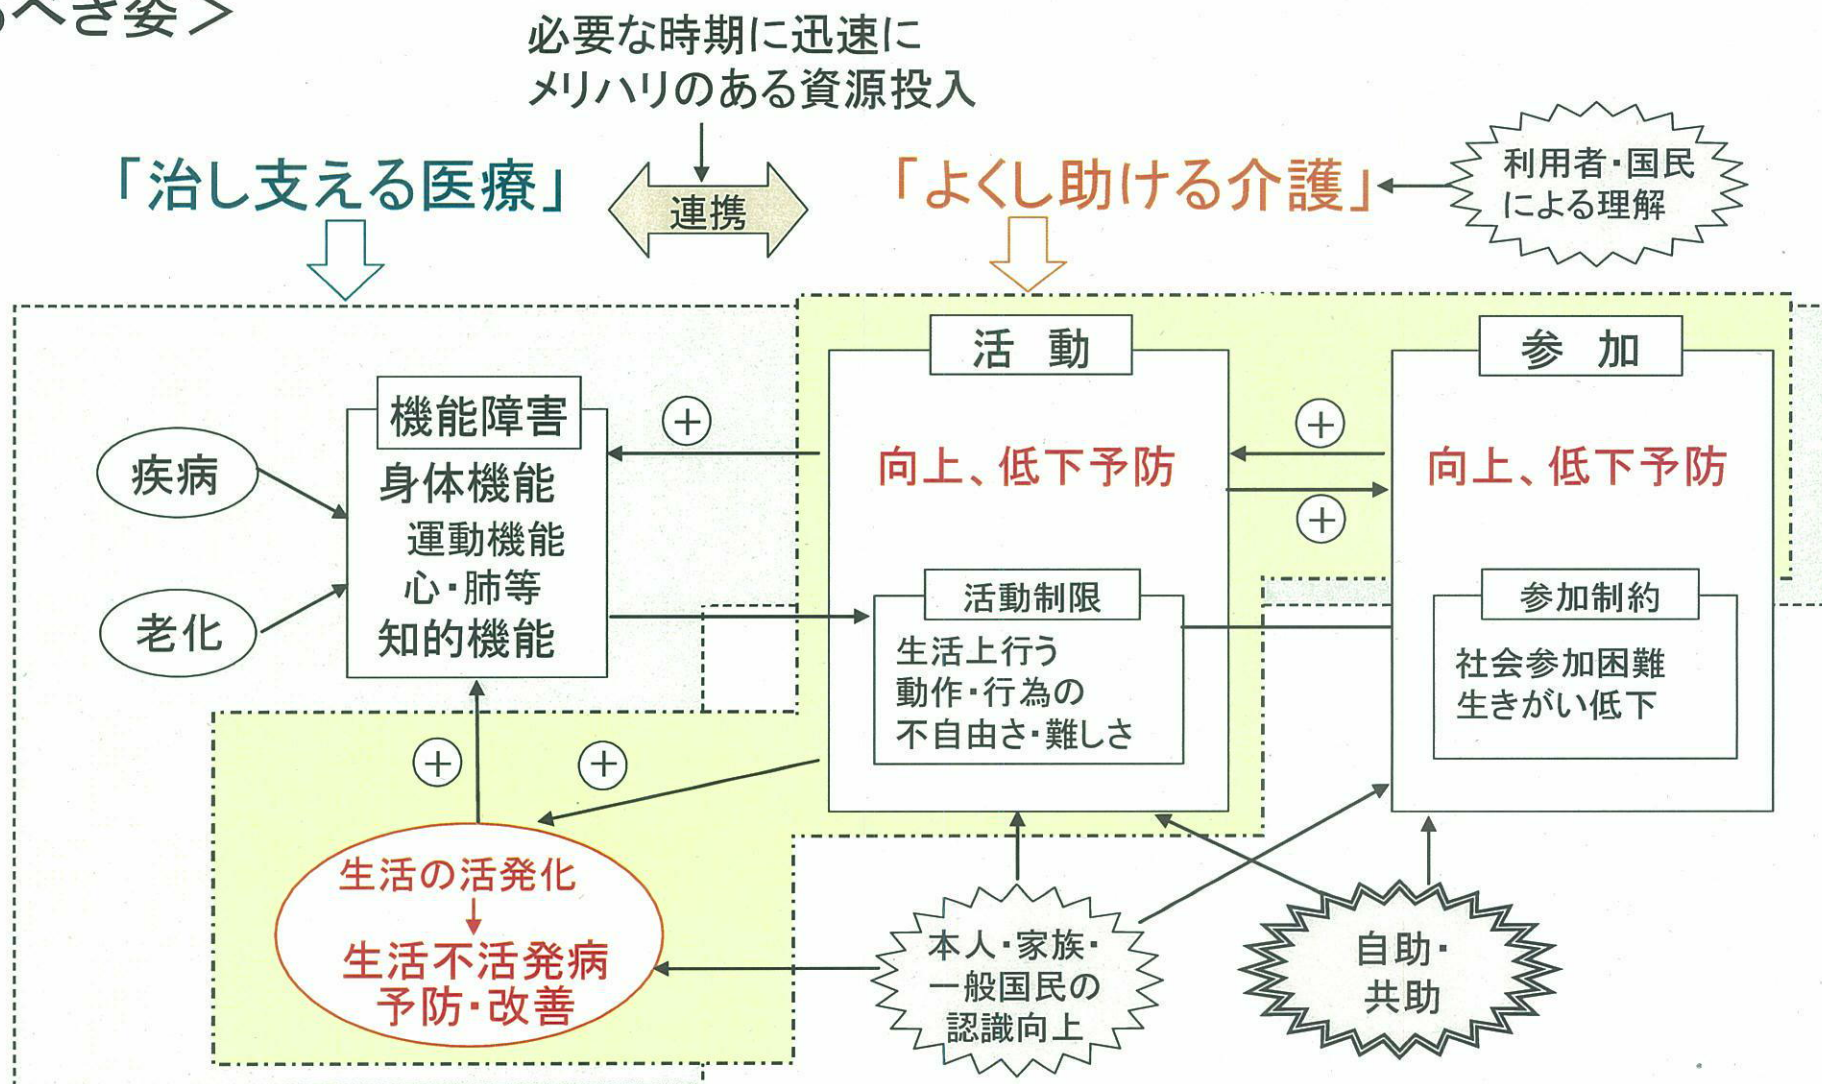 べき姿＞
必要な時期に迅速に
メリハリのある資源投入
「治し支える医療」
連携
「よくし助ける介護」
利用者・国民
による理解
活　動
参　加
機能障害
＋
＋
向上、低下予防
向上、低下予防
疾病
身体機能
運動機能
心・肺等
知的機能
＋
老化
活動制限
生活上行う
動作・行為の
不自由さ・難しさ
参加制約
社会参加困難
生きがい低下
＋
＋
生活の活発化
生活不活発病
予防・改善
本人・家族・
一般国民の
認識向上
自助・
共助